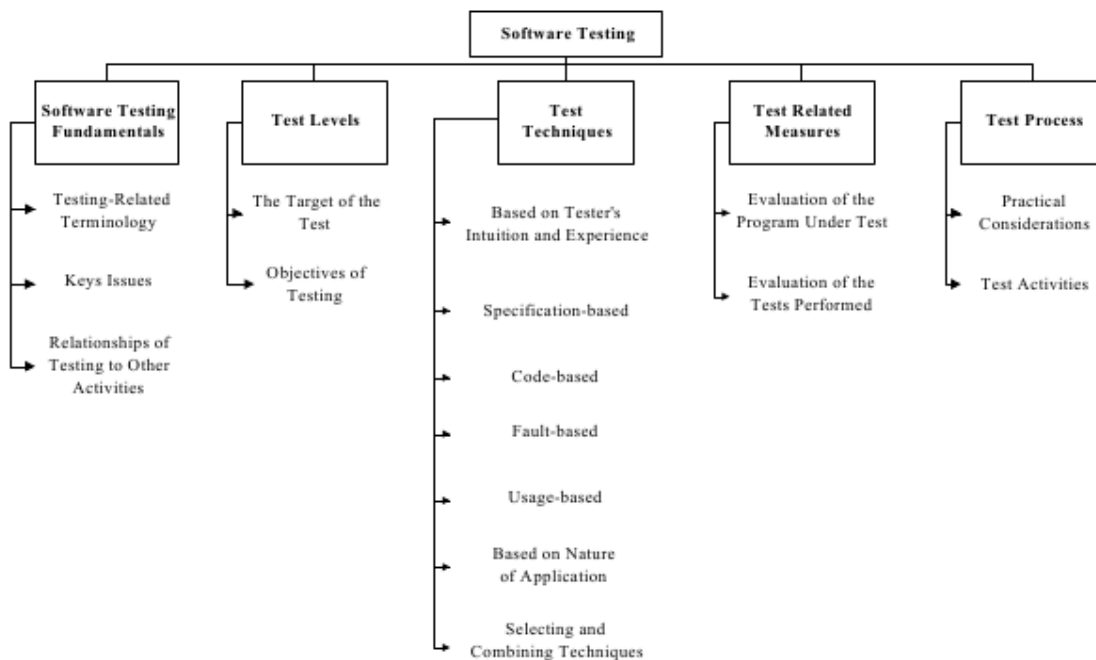 Software Testing
Software Testing
Fundamentals
Testing-Related
Terminology
Keys Issues
Relationships of
Testing to Other
Activities
Test Levels
The Target of the
Test
Objectives of
Testing
Test
Techniques
Based on Tester's
Intuition and Experience
Specification-based
Code-based
Fault-based
Usage-based
Based on Nature
of Application
Selecting and
Combining Techniques
Test Related
Measures
Evaluation of the
Program Under Test
Evaluation of the
Tests Performed
Test Process
Practical
Considerations
Test Activities